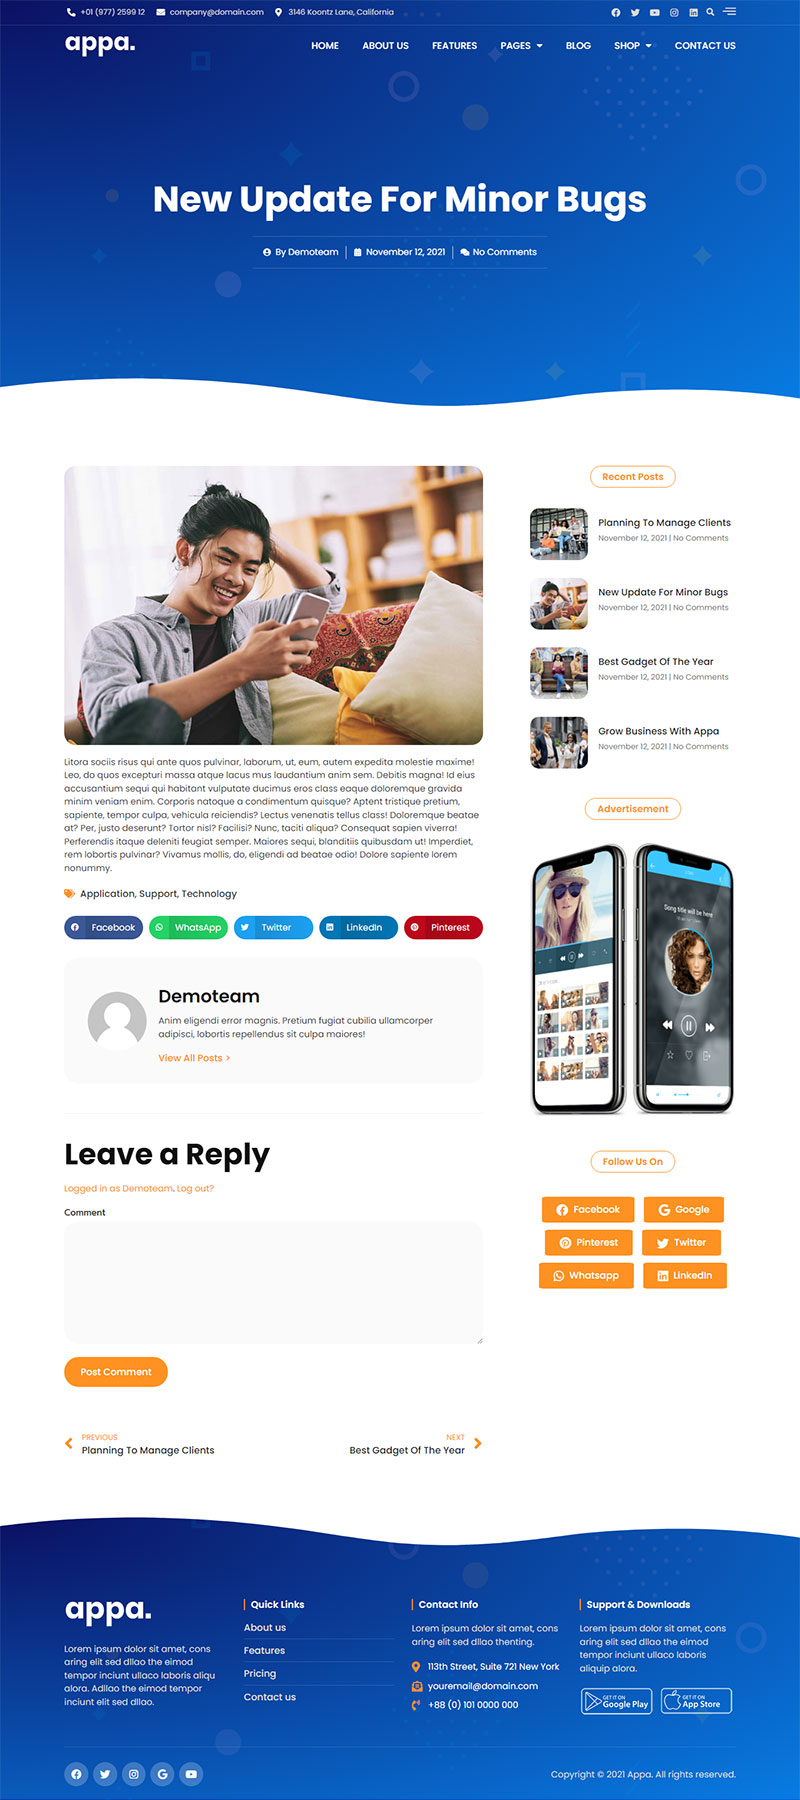 +01 (977) 2599 12
company@domain.com
3146 Koontz Lane, California
appa.
HOME
ABOUT US
FEATURES
PAGES
BLOG
SHOP
CONTACT US
New Update For Minor Bugs
By Demoteam
November 12, 2021
No Comments
Litora sociis risus qui ante quos pulvinar, laborum, ut, eum, autem expedita molestie maxime!
Leo, do quos excepturi massa atque lacus mus laudantium anim sem. Debitis magna! Id eius
accusantium sequi qui habitant vulputate ducimus eros class eaque doloremque gravida
minim veniam enim. Corporis natoque a condimentum quisque? Aptent tristique pretium,
sapiente, tempor culpa, vehicula reiciendis? Lectus venenatis tellus class! Doloremque beatae
at? Per, justo deserunt? Tortor nisl? Facilisi? Nunc, taciti aliqua? Consequat sapien viverra!
Perferendis itaque deleniti feugiat semper. Maiores sequi, blanditiis quibusdam ut! Imperdiet,
rem lobortis pulvinar? Vivamus mollis, do, eligendi ad beatae odio! Dolore sapiente lorem
nonummy.
Application, Support, Technology
Facebook
WhatsApp
Twitter
LinkedIn
Pinterest
Demoteam
Anim eligendi error magnis. Pretium fugiat cubilia ullamcorper
adipisci, lobortis repellendus sit culpa maiores!
View All Posts >
Leave a Reply
Logged in as Demoteam. Log out?
Comment
Post Comment
PREVIOUS
Planning To Manage Clients
NEXT
Best Gadget Of The Year
Recent Posts
Planning To Manage Clients
November 12, 2021 | No Comments
New Update For Minor Bugs
November 12, 2021 | No Comments
Best Gadget Of The Year
November 12, 2021 | No Comments
Grow Business With Appa
November 12, 2021 | No Comments
Advertisement
Song title will be here
Follow Us On
Facebook
Google
Pinterest
Twitter
Whatsapp
LinkedIn
appa.
Lorem ipsum dolor sit amet, cons
aring elit sed dllao the eimod
tempor inciunt ullaco laboris aliqu
alora. Adllao the eimod tempor
inciunt elit sed dllao.
Quick Links
About us
Features
Pricing
Contact us
Contact Info
Lorem ipsum dolor sit amet, cons
aring elit sed dllao thenting.
113th Street, Suite 721 New York
youremail@domain.com
+88 (0) 101 0000 000
Support & Downloads
Lorem ipsum dolor sit amet, cons
aring elit sed dllao the eimod
tempor inciunt ullaco laboris
aliquip alora.
GET IT ON
Google Play
GET IT ON
App Store
Copyright © 2021 Appa. All rights reserved.